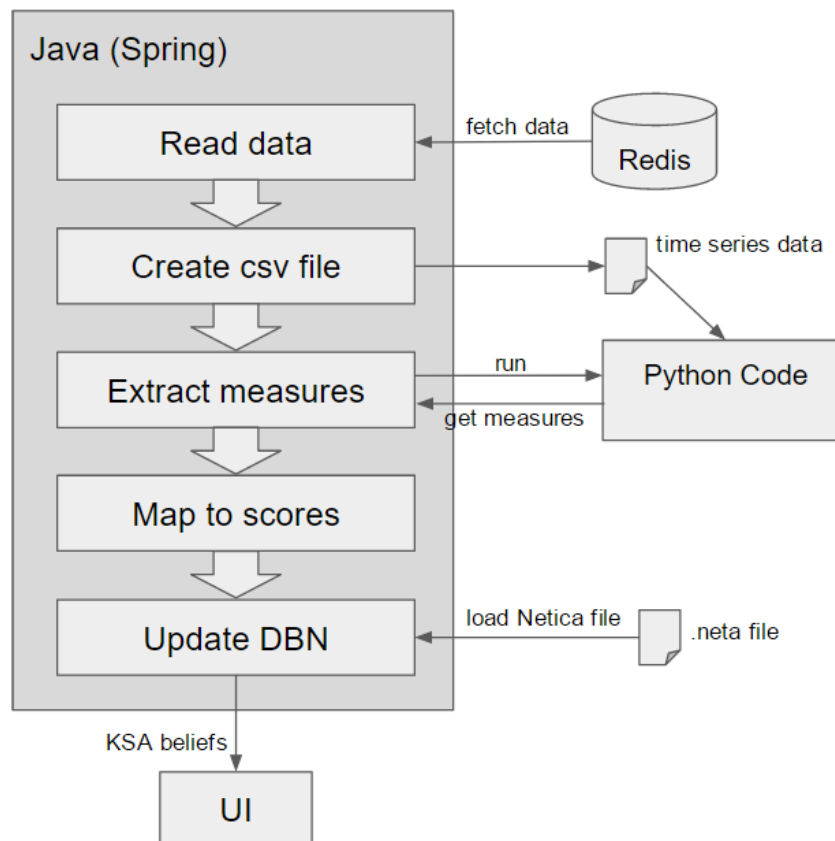 Java (Spring)
Read data
fetch data
Redis
Create csv file
time series data
Extract measures
run
Python Code
get measures
Map to scores
Update DBN
load Netica file
.neta file
KSA beliefs
UI